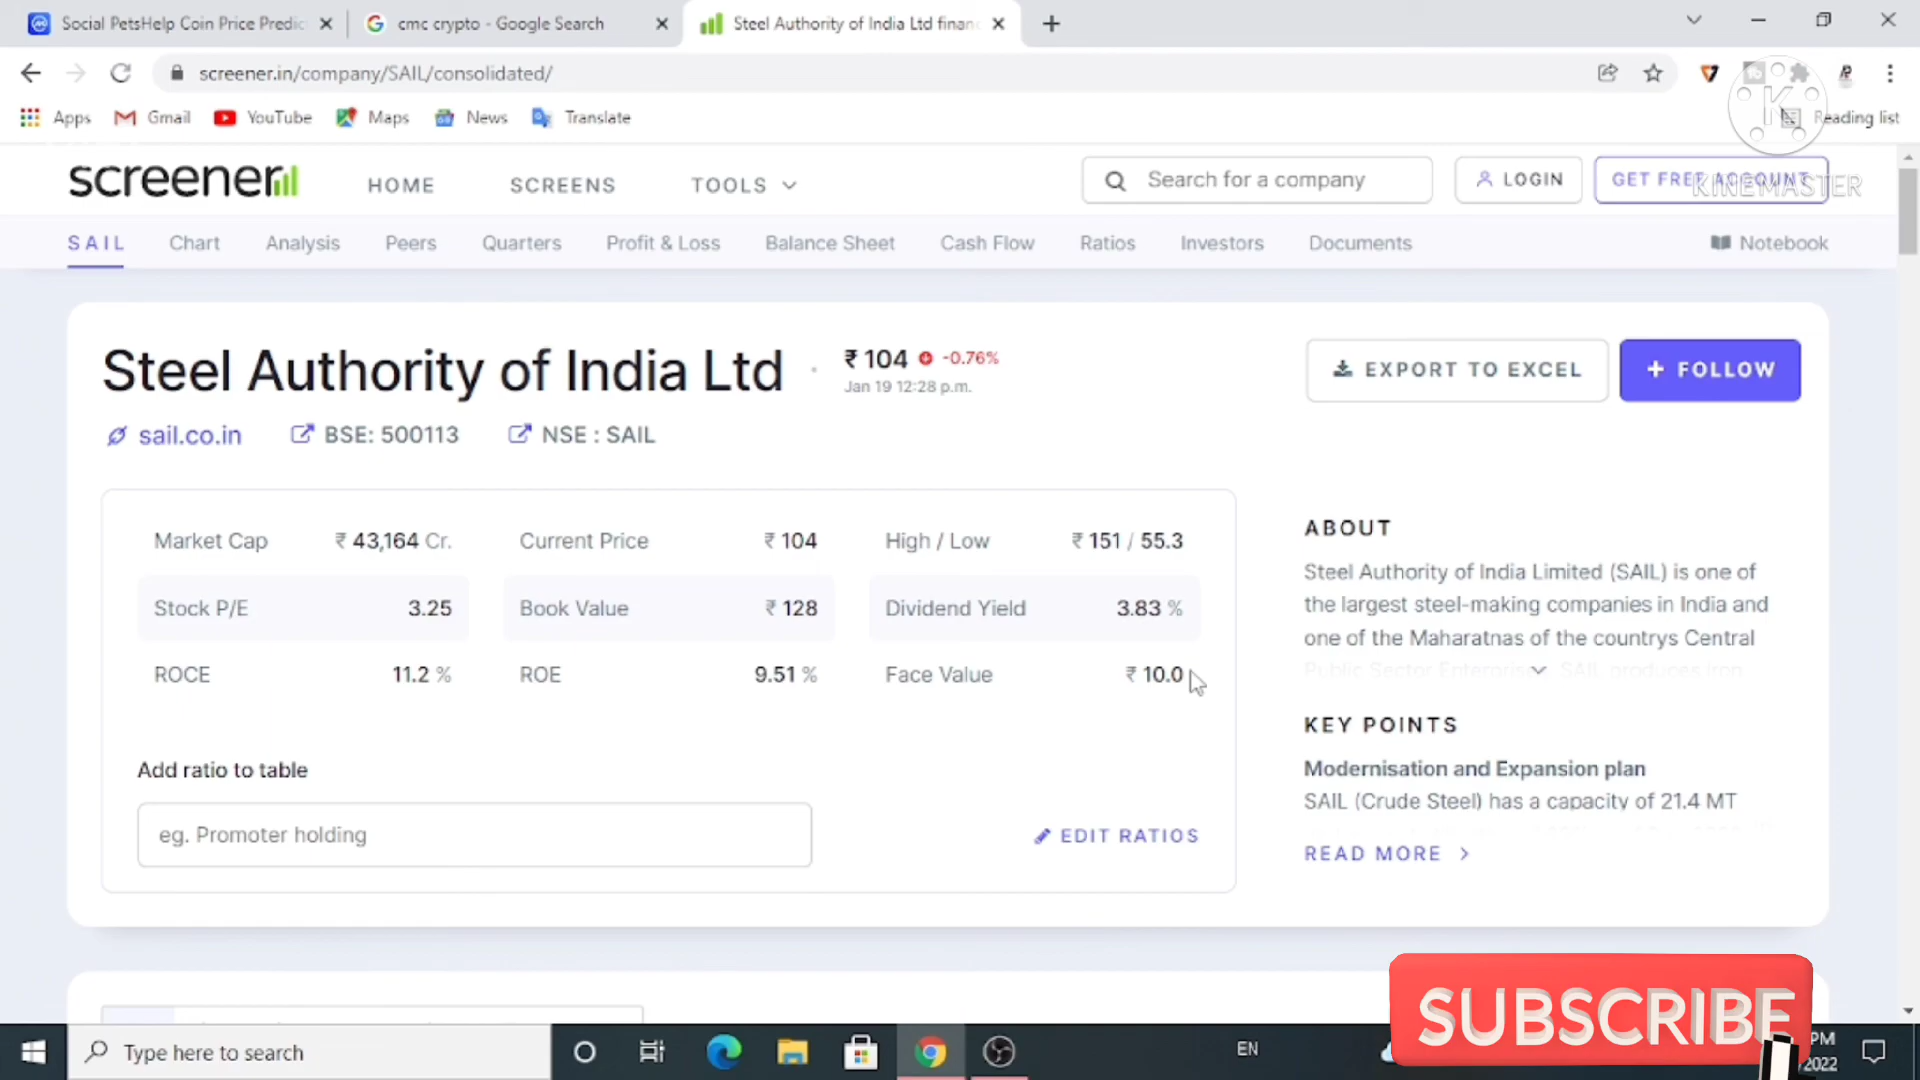 Social PetsHelp Coin Price Predic
cmc crypto - Google Search
Steel Authority of India Ltd finan
screener.in/company/SAIL/consolidated/
Apps
Gmail
YouTube
Maps
News
Translate
Reading list
screener
HOME
SCREENS
TOOLS
Search for a company
LOGIN
GET FREE ACCOUNT
KINEMASTER
SAIL
Chart
Analysis
Peers
Quarters
Profit & Loss
Balance Sheet
Cash Flow
Ratios
Investors
Documents
Notebook
Steel Authority of India Ltd
₹ 104 -0.76%
Jan 19 12:28 p.m.
EXPORT TO EXCEL
+ FOLLOW
sail.co.in
BSE: 500113
NSE : SAIL
Market Cap ₹ 43,164 Cr.
Current Price ₹ 104
High / Low ₹ 151 / 55.3
Stock P/E 3.25
Book Value ₹ 128
Dividend Yield 3.83 %
ROCE 11.2 %
ROE 9.51 %
Face Value ₹ 10.0
Add ratio to table
eg. Promoter holding
EDIT RATIOS
ABOUT
Steel Authority of India Limited (SAIL) is one of
the largest steel-making companies in India and
one of the Maharatnas of the countrys Central
Public Sector Enterprises. SAIL produces iron
KEY POINTS
Modernisation and Expansion plan
SAIL (Crude Steel) has a capacity of 21.4 MT
READ MORE
SUBSCRIBE
Type here to search
EN
PM
2022